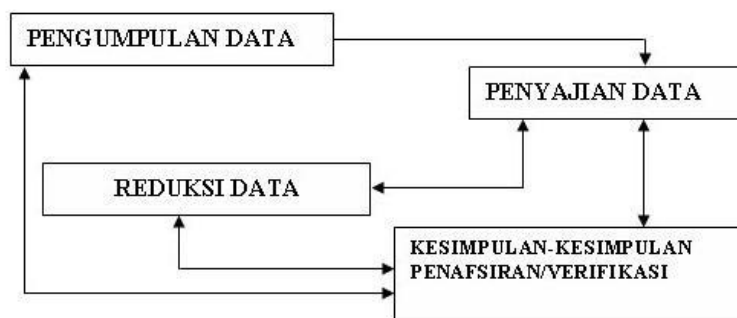 PENGUMPULAN DATA
PENYAJIAN DATA
REDUKSI DATA
KESIMPULAN-KESIMPULAN
PENAFSIRAN/VERIFIKASI